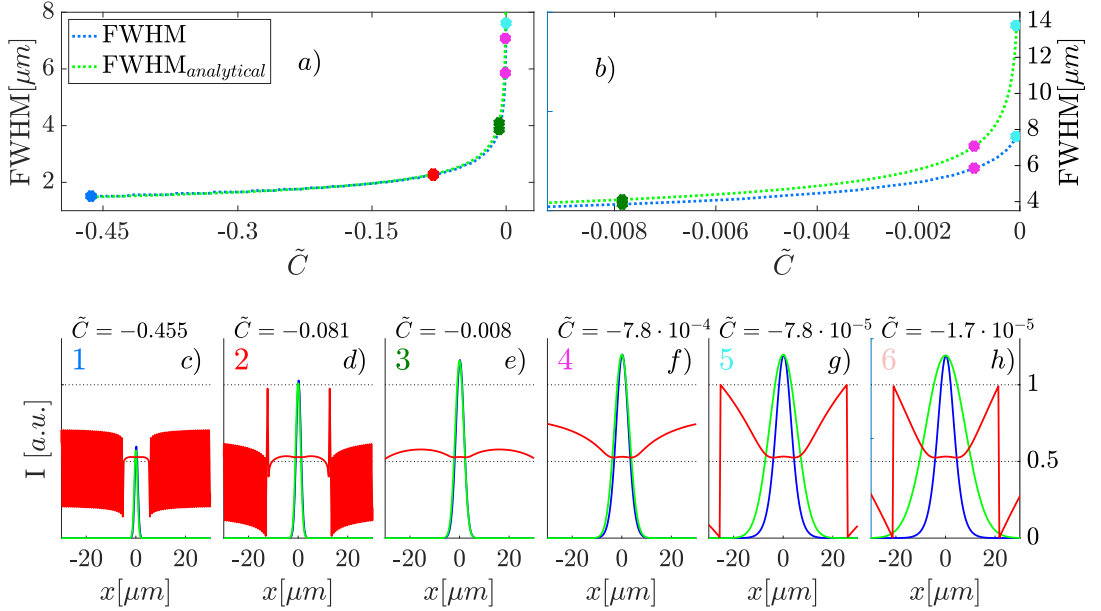 FWHM[μm]
8
6
4
2
FWHM
FWHM_analytical
a)
-0.45
-0.3
-0.15
0
C̃
b)
14
12
10
8
6
4
FWHM[μm]
-0.008
-0.006
-0.004
-0.002
0
C̃
C̃ = −0.455
C̃ = −0.081
C̃ = −0.008
C̃ = −7.8 · 10^-4
C̃ = −7.8 · 10^-5
C̃ = −1.7 · 10^-5
1 c)
2 d)
3 e)
4 f)
5 g)
6 h)
I [a.u.]
1
0.5
0
-20 0 20
-20 0 20
-20 0 20
-20 0 20
-20 0 20
-20 0 20
x[μm]
x[μm]
x[μm]
x[μm]
x[μm]
x[μm]